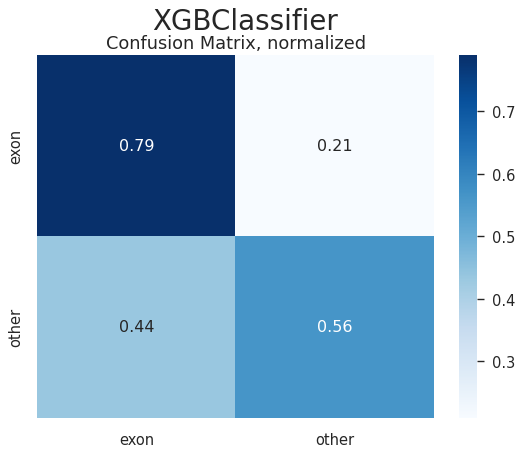 XGBClassifier
Confusion Matrix, normalized
exon
0.79
0.21
other
0.44
0.56
exon
other
0.7
0.6
0.5
0.4
0.3